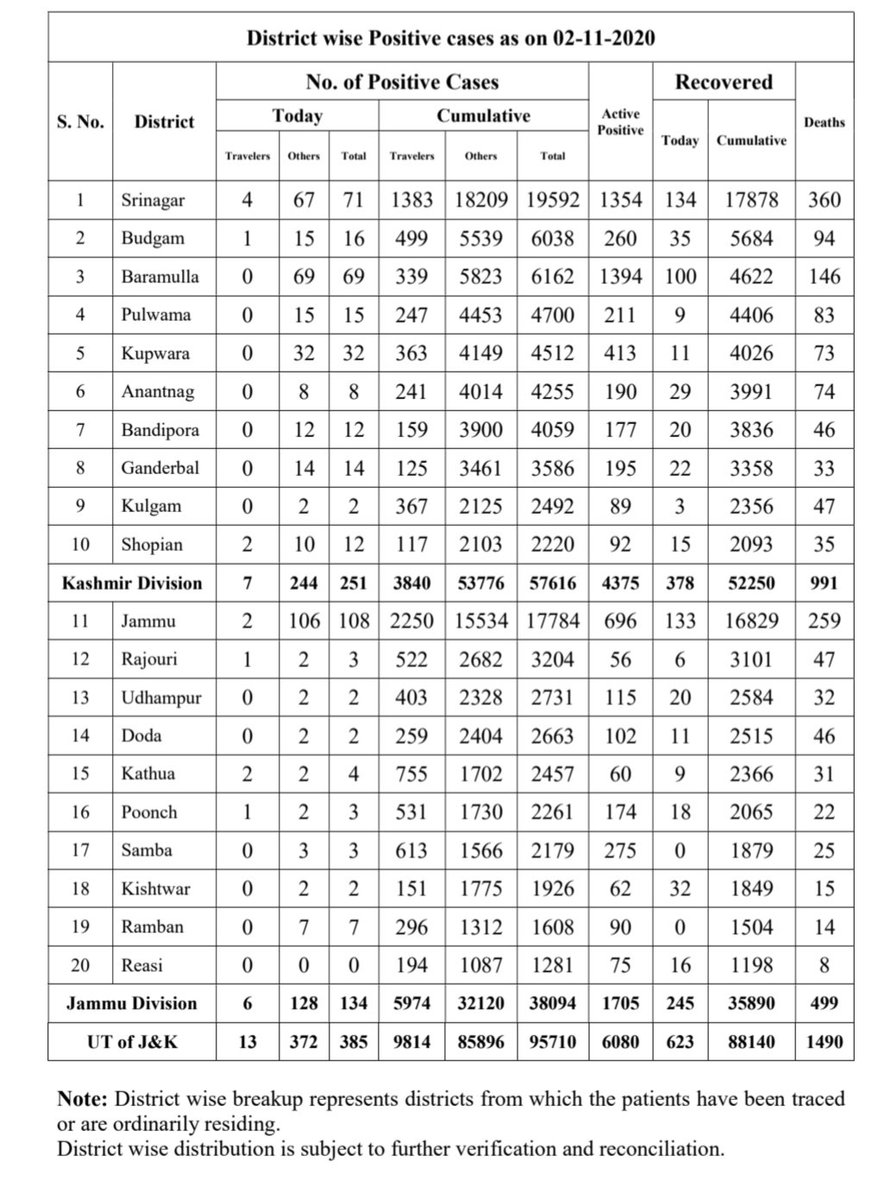 District wise Positive cases as on 02-11-2020
No. of Positive Cases Recovered
S. No. District Today Cumulative Active Positive Today Cumulative Deaths
Travelers Others Total Travelers Others Total
1 Srinagar 4 67 71 1383 18209 19592 1354 134 17878 360
2 Budgam 1 15 16 499 5539 6038 260 35 5684 94
3 Baramulla 0 69 69 339 5823 6162 1394 100 4622 146
4 Pulwama 0 15 15 247 4453 4700 211 9 4406 83
5 Kupwara 0 32 32 363 4149 4512 413 11 4026 73
6 Anantnag 0 8 8 241 4014 4255 190 29 3991 74
7 Bandipora 0 12 12 159 3900 4059 177 20 3836 46
8 Ganderbal 0 14 14 125 3461 3586 195 22 3358 33
9 Kulgam 0 2 2 367 2125 2492 89 3 2356 47
10 Shopian 2 10 12 117 2103 2220 92 15 2093 35
Kashmir Division 7 244 251 3840 53776 57616 4375 378 52250 991
11 Jammu 2 106 108 2250 15534 17784 696 133 16829 259
12 Rajouri 1 2 3 522 2682 3204 56 6 3101 47
13 Udhampur 0 2 2 403 2328 2731 115 20 2584 32
14 Doda 0 2 2 259 2404 2663 102 11 2515 46
15 Kathua 2 2 4 755 1702 2457 60 9 2366 31
16 Poonch 1 2 3 531 1730 2261 174 18 2065 22
17 Samba 0 3 3 613 1566 2179 275 0 1879 25
18 Kishtwar 0 2 2 151 1775 1926 62 32 1849 15
19 Ramban 0 7 7 296 1312 1608 90 0 1504 14
20 Reasi 0 0 0 194 1087 1281 75 16 1198 8
Jammu Division 6 128 134 5974 32120 38094 1705 245 35890 499
UT of J&K 13 372 385 9814 85896 95710 6080 623 88140 1490
Note: District wise breakup represents districts from which the patients have been traced
or are ordinarily residing.
District wise distribution is subject to further verification and reconciliation.